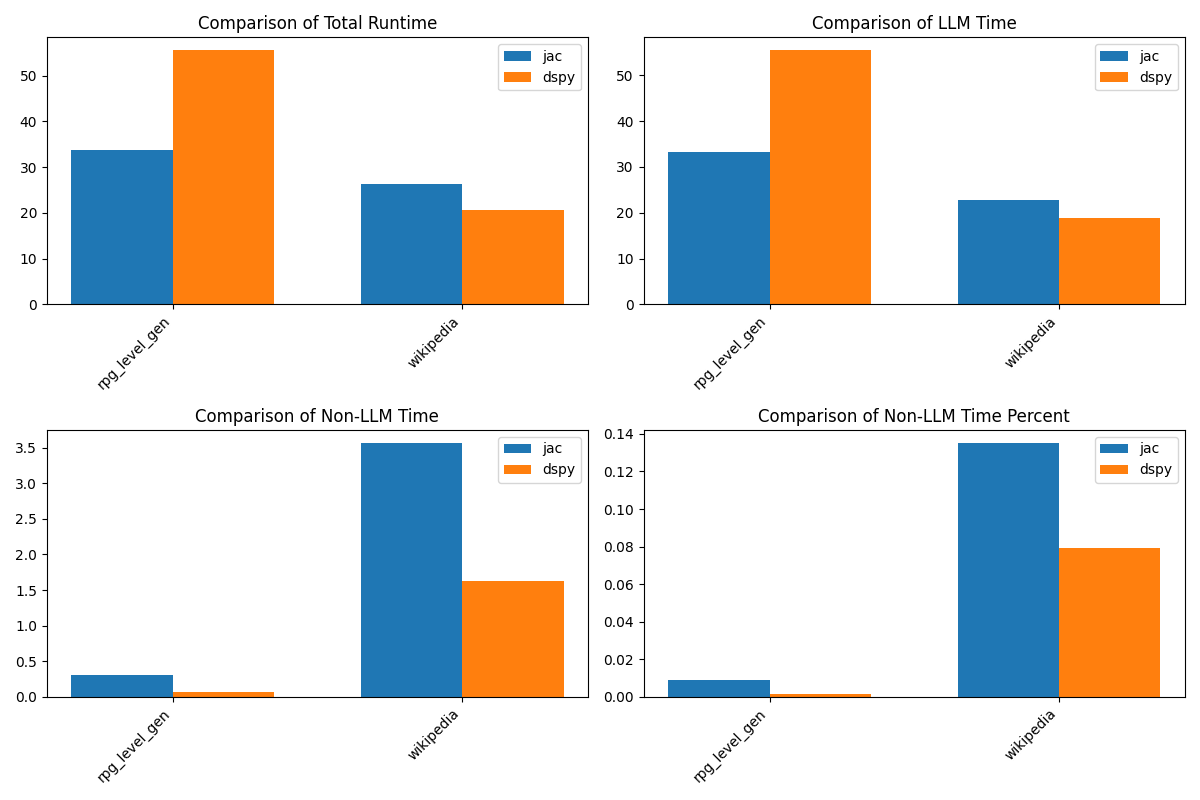 Comparison of Total Runtime
50
40
30
20
10
0
jac
dspy
rpg_level_gen
wikipedia
Comparison of LLM Time
50
40
30
20
10
0
jac
dspy
rpg_level_gen
wikipedia
Comparison of Non-LLM Time
3.5
3.0
2.5
2.0
1.5
1.0
0.5
0.0
jac
dspy
rpg_level_gen
wikipedia
Comparison of Non-LLM Time Percent
0.14
0.12
0.10
0.08
0.06
0.04
0.02
0.00
jac
dspy
rpg_level_gen
wikipedia